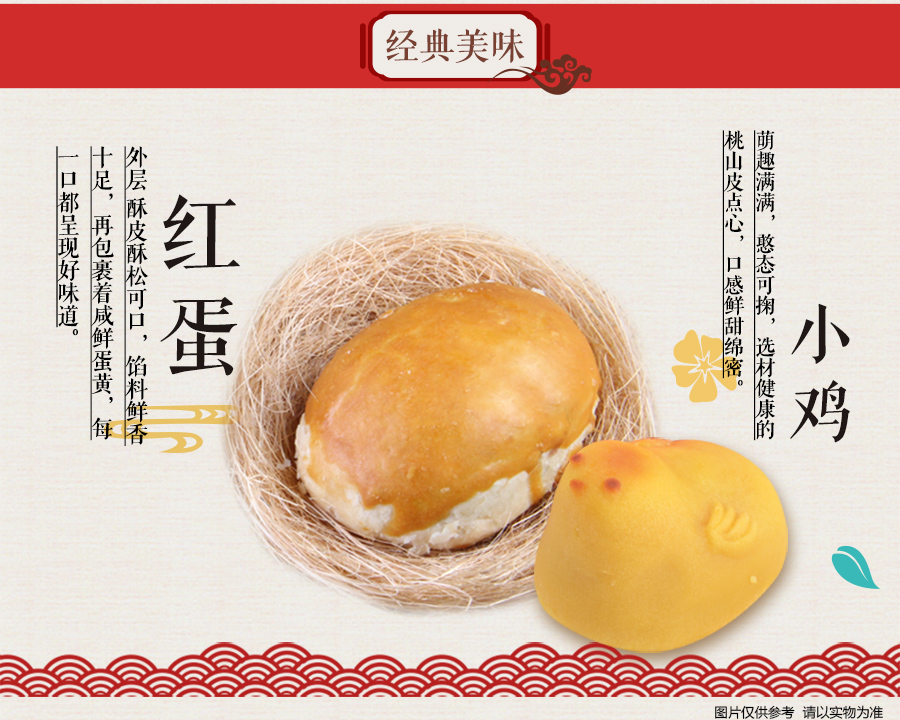 经典美味
萌趣满满，憨态可掬，选材健康的
桃山皮点心，口感鲜甜绵密。
小鸡
红蛋
外层酥皮酥松可口，馅料鲜香
十足，再包裹着咸鲜蛋黄，每
一口都呈现好味道。
图片仅供参考 请以实物为准